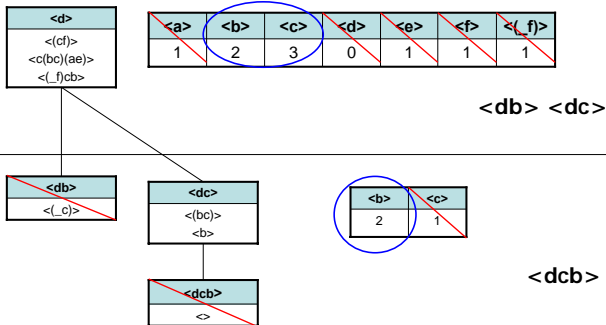 <d>
<(cf)>
<c(bc)(ae)>
<(_f)cb>
<a> <b> <c> <d> <e> <f> <(_f)>
1 2 3 0 1 1 1
<db> <dc>
<db>
<(_c)>
<dc>
<(bc)>
<b>
<b> <c>
2 1
<dcb>
<>
<dcb>